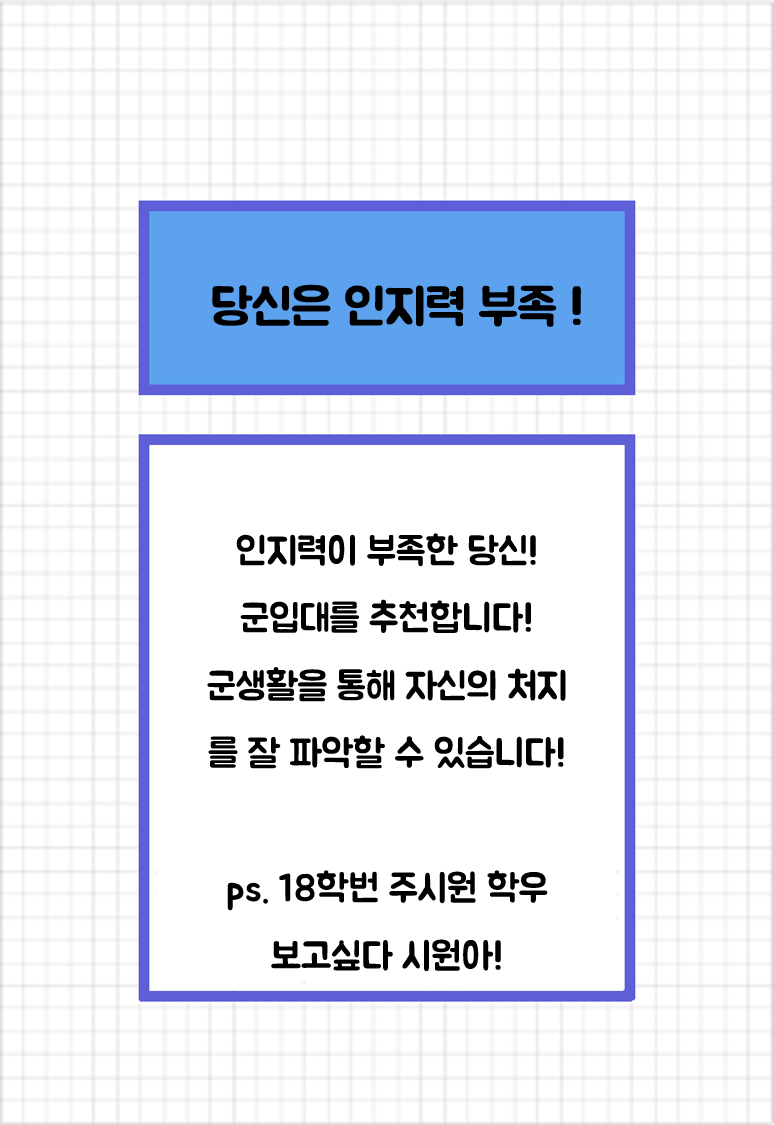 당신은 인지력 부족 !
인지력이 부족한 당신!
군입대를 추천합니다!
군생활을 통해 자신의 처지
를 잘 파악할 수 있습니다!
ps. 18학번 주시원 학우
보고싶다 시원아!